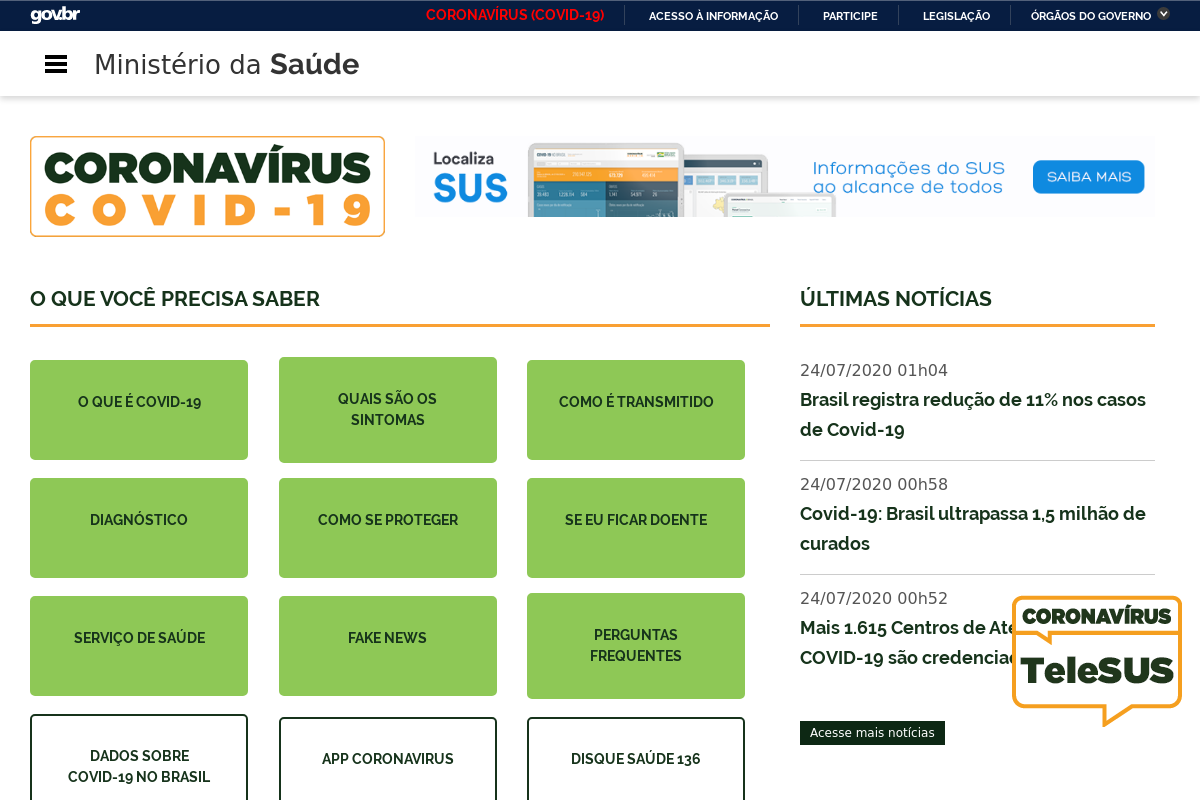 gov.br
CORONAVÍRUS (COVID-19)
ACESSO À INFORMAÇÃO
PARTICIPE
LEGISLAÇÃO
ÓRGÃOS DO GOVERNO
Ministério da Saúde
CORONAVÍRUS
COVID-19
Localiza
SUS
Informações do SUS
ao alcance de todos
SAIBA MAIS
O QUE VOCÊ PRECISA SABER
O QUE É COVID-19
QUAIS SÃO OS
SINTOMAS
COMO É TRANSMITIDO
DIAGNÓSTICO
COMO SE PROTEGER
SE EU FICAR DOENTE
SERVIÇO DE SAÚDE
FAKE NEWS
PERGUNTAS
FREQUENTES
DADOS SOBRE
COVID-19 NO BRASIL
APP CORONAVIRUS
DISQUE SAÚDE 136
ÚLTIMAS NOTÍCIAS
24/07/2020 01h04
Brasil registra redução de 11% nos casos
de Covid-19
24/07/2020 00h58
Covid-19: Brasil ultrapassa 1,5 milhão de
curados
24/07/2020 00h52
Mais 1.615 Centros de
COVID-19 são
CORONAVÍRUS
TeleSUS
Acesse mais notícias